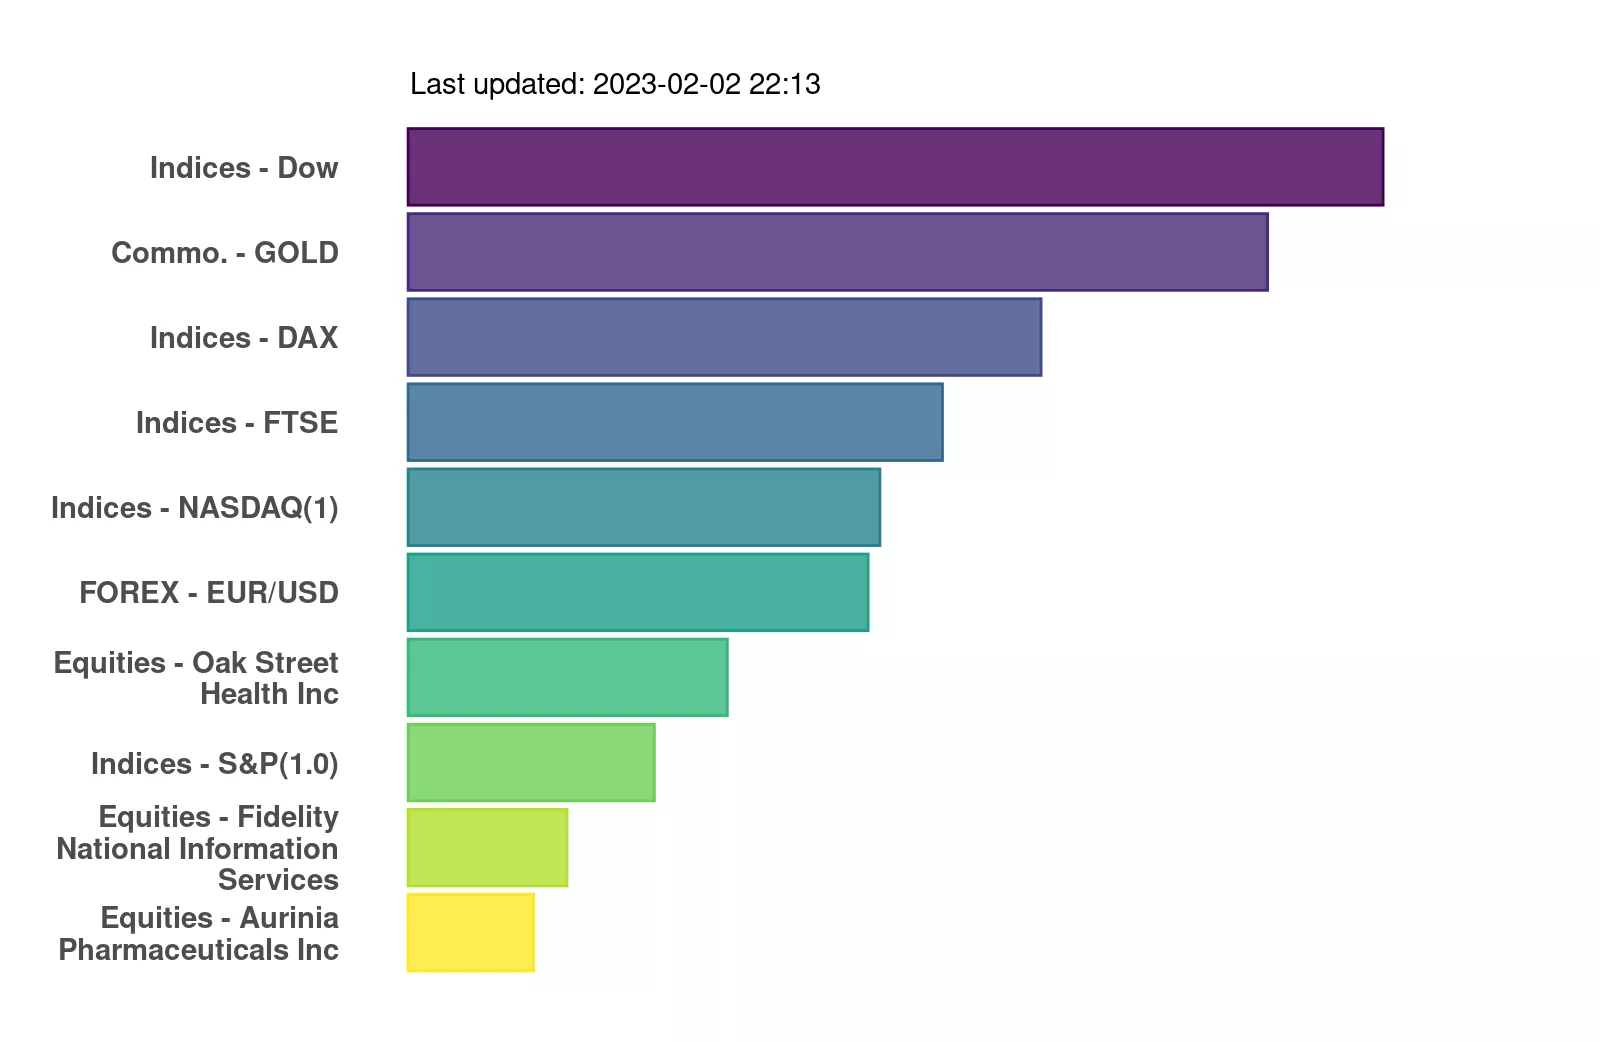 Last updated: 2023-02-02 22:13
Indices - Dow
Commo. - GOLD
Indices - DAX
Indices - FTSE
Indices - NASDAQ(1)
FOREX - EUR/USD
Equities - Oak Street
Health Inc
Indices - S&P(1.0)
Equities - Fidelity
National Information
Services
Equities - Aurinia
Pharmaceuticals Inc